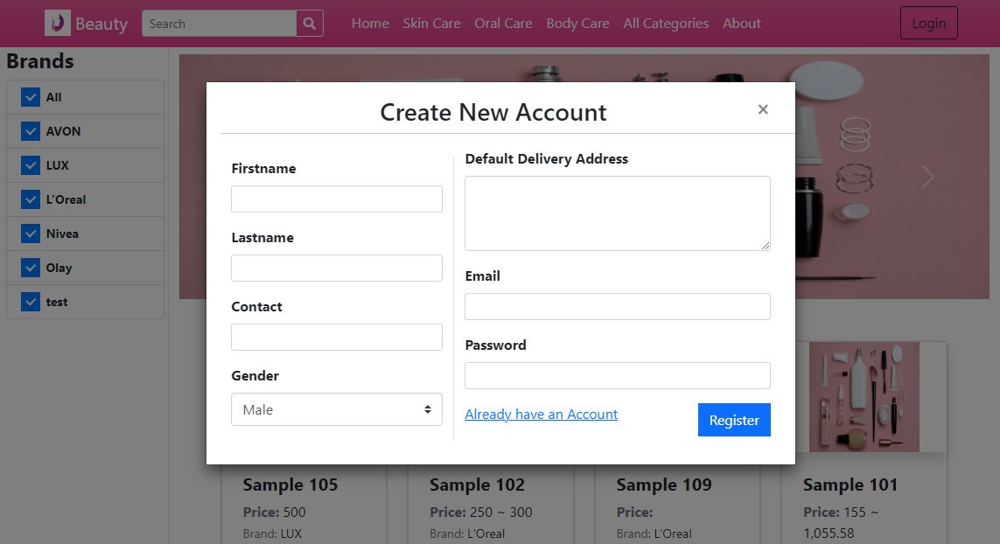 Beauty
Search
Home
Skin Care
Oral Care
Body Care
All Categories
About
Login
Brands
All
AVON
LUX
L'Oreal
Nivea
Olay
test
Create New Account
×
Firstname
Lastname
Contact
Gender
Male
Default Delivery Address
Email
Password
Already have an Account
Register
Sample 105
Price: 500
Brand: LUX
Sample 102
Price: 250 ~ 300
Brand: L'Oreal
Sample 109
Price:
Brand: L'Oreal
Sample 101
Price: 155 ~
1,055.58